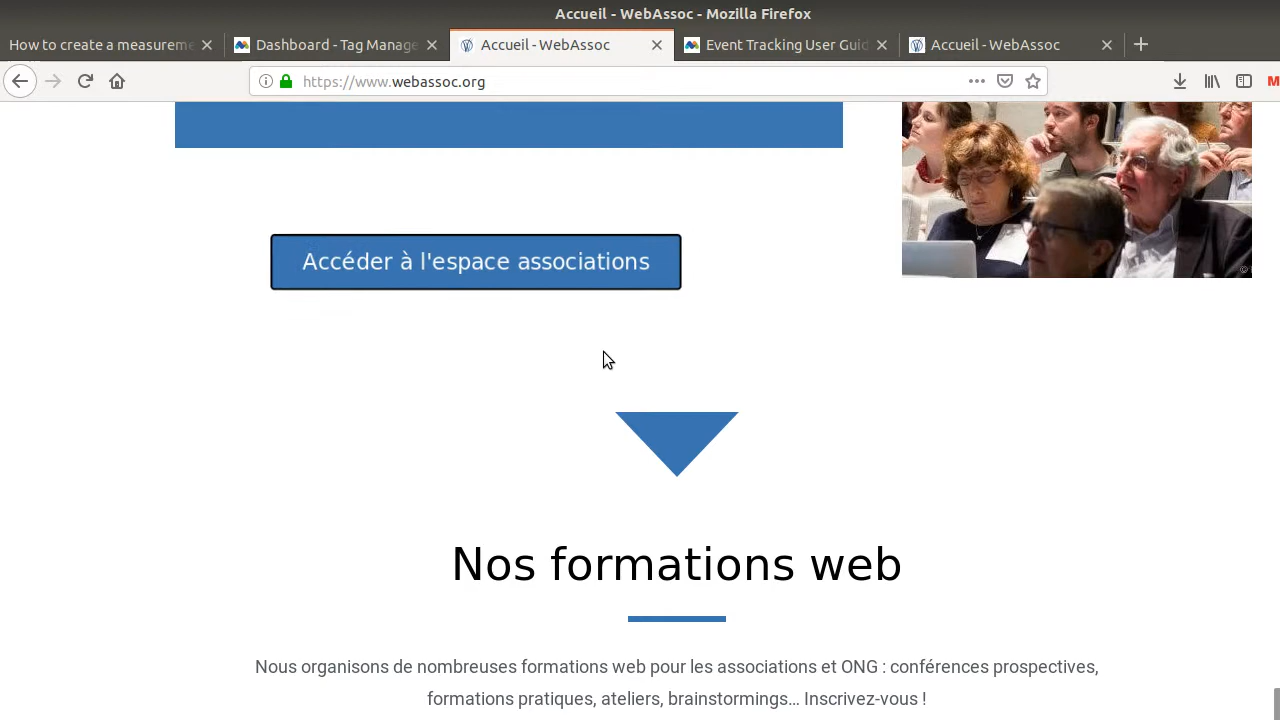 Accueil - WebAssoc - Mozilla Firefox
How to create a measureme
Dashboard - Tag Manage
Accueil - WebAssoc
Event Tracking User Guid
Accueil - WebAssoc
https://www.webassoc.org
Accéder à l'espace associations
Nos formations web
Nous organisons de nombreuses formations web pour les associations et ONG : conférences prospectives,
formations pratiques, ateliers, brainstormings… Inscrivez-vous !